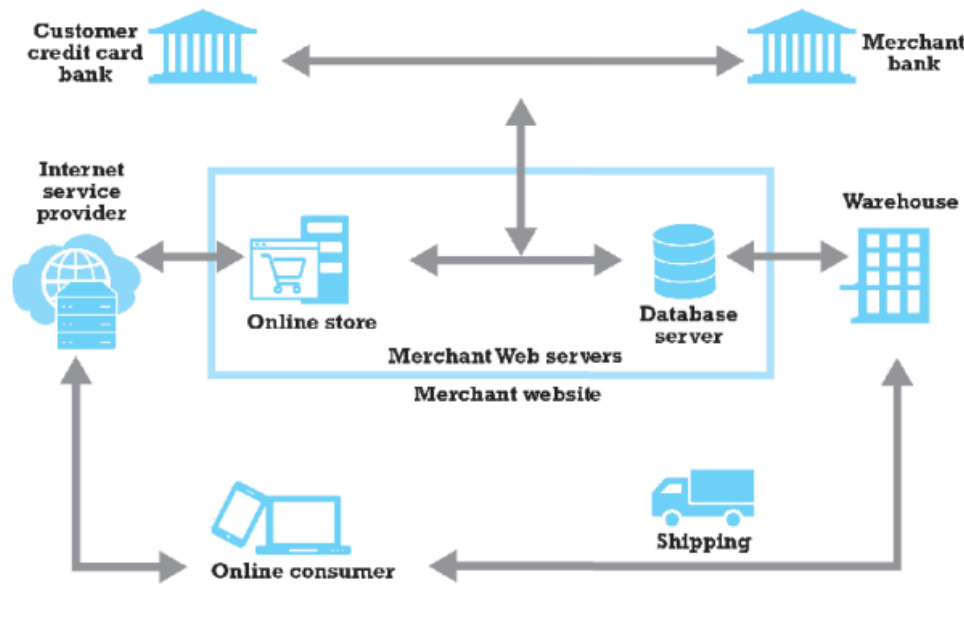 Customer
credit card
bank
Merchant
bank
Internet
service
provider
Warehouse
Online store
Database
server
Merchant Web servers
Merchant website
Shipping
Online consumer